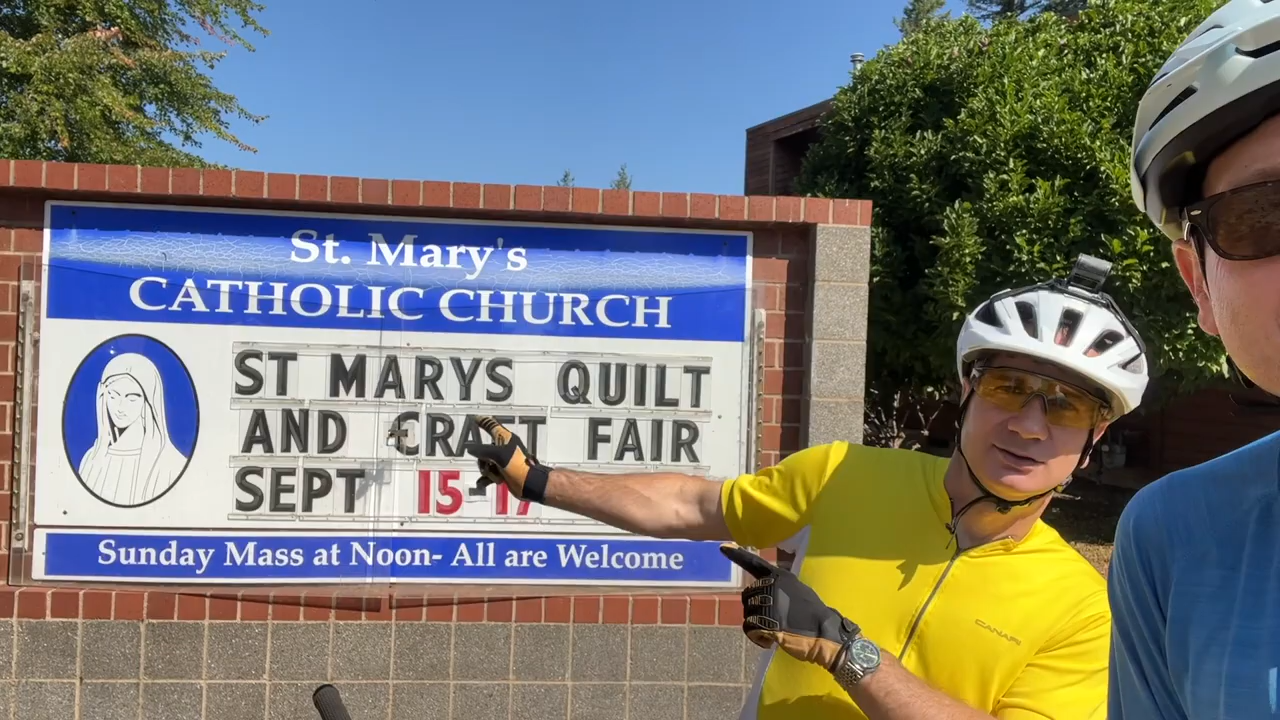 St. Mary's
CATHOLIC CHURCH
ST MARYS QUILT
AND CRAFT FAIR
SEPT 15-17
Sunday Mass at Noon- All are Welcome
CANARI